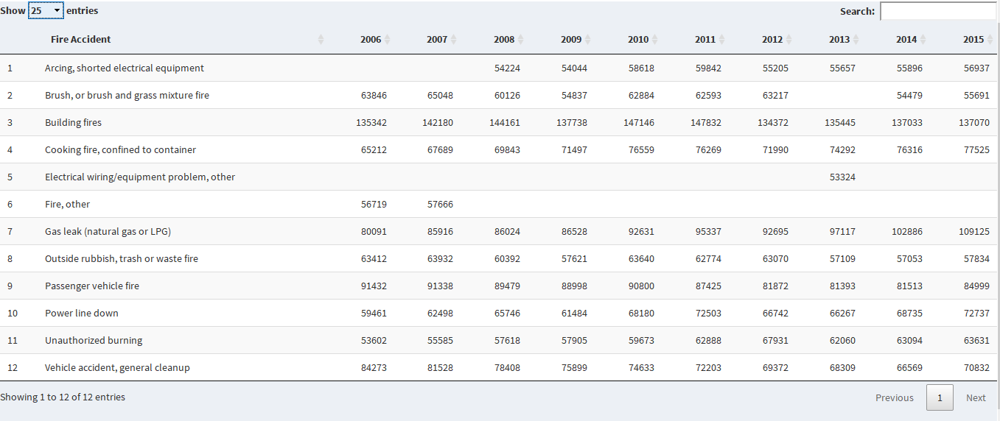 Show 25 entries Search:
Fire Accident 2006 2007 2008 2009 2010 2011 2012 2013 2014 2015
1 Arcing, shorted electrical equipment 54224 54044 58618 59842 55205 55657 55896 56937
2 Brush, or brush and grass mixture fire 63846 65048 60126 54837 62884 62593 63217 54479 55691
3 Building fires 135342 142180 144161 137738 147146 147832 134372 135445 137033 137070
4 Cooking fire, confined to container 65212 67689 69843 71497 76559 76269 71990 74292 76316 77525
5 Electrical wiring/equipment problem, other 53324
6 Fire, other 56719 57666
7 Gas leak (natural gas or LPG) 80091 85916 86024 86528 92631 95337 92695 97117 102886 109125
8 Outside rubbish, trash or waste fire 63412 63932 60392 57621 63640 62774 63070 57109 57053 57834
9 Passenger vehicle fire 91432 91338 89479 88998 90800 87425 81872 81393 81513 84999
10 Power line down 59461 62498 65746 61484 68180 72503 66742 66267 68735 72737
11 Unauthorized burning 53602 55585 57618 57905 59673 62888 67931 62060 63094 63631
12 Vehicle accident, general cleanup 84273 81528 78408 75899 74633 72203 69372 68309 66569 70832
Showing 1 to 12 of 12 entries Previous 1 Next